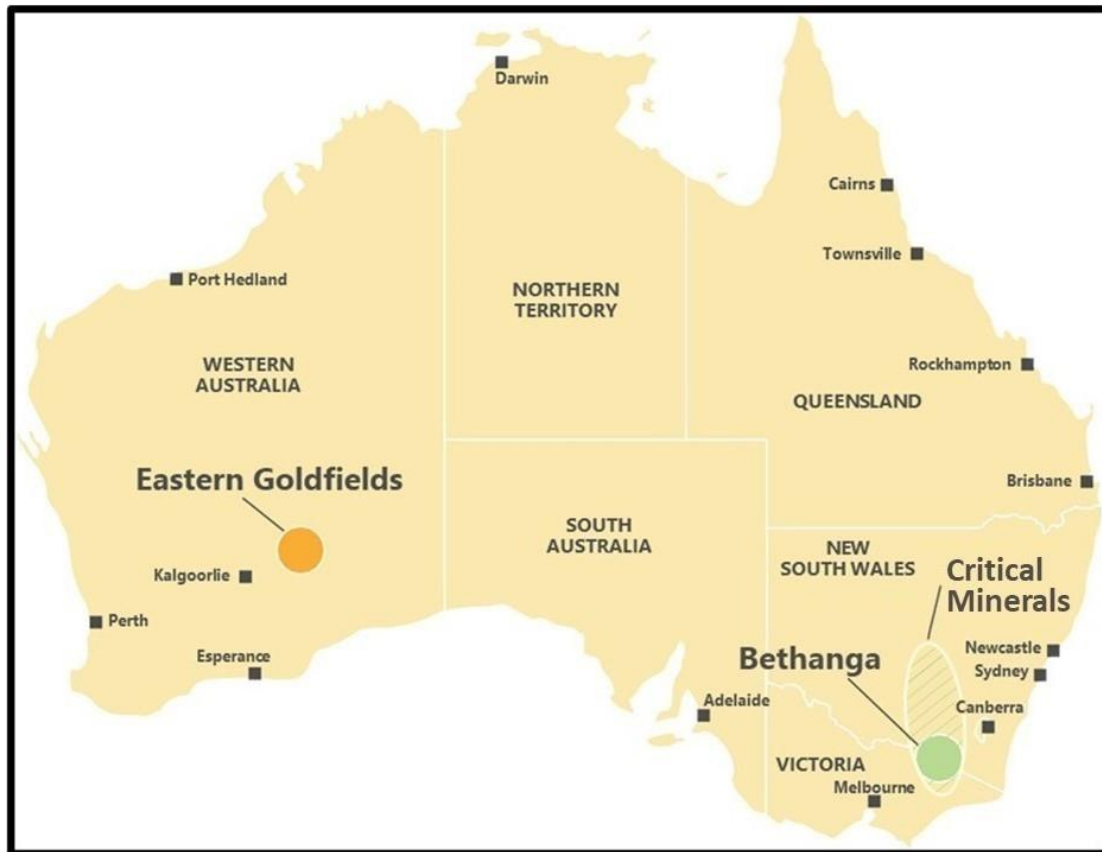 Darwin
Cairns
Townsville
Port Hedland
NORTHERN
TERRITORY
WESTERN
AUSTRALIA
Rockhampton
QUEENSLAND
Eastern Goldfields
Brisbane
SOUTH
AUSTRALIA
NEW
SOUTH WALES
Critical
Minerals
Kalgoorlie
Perth
Esperance
Newcastle
Sydney
Bethanga
Adelaide
Canberra
VICTORIA
Melbourne